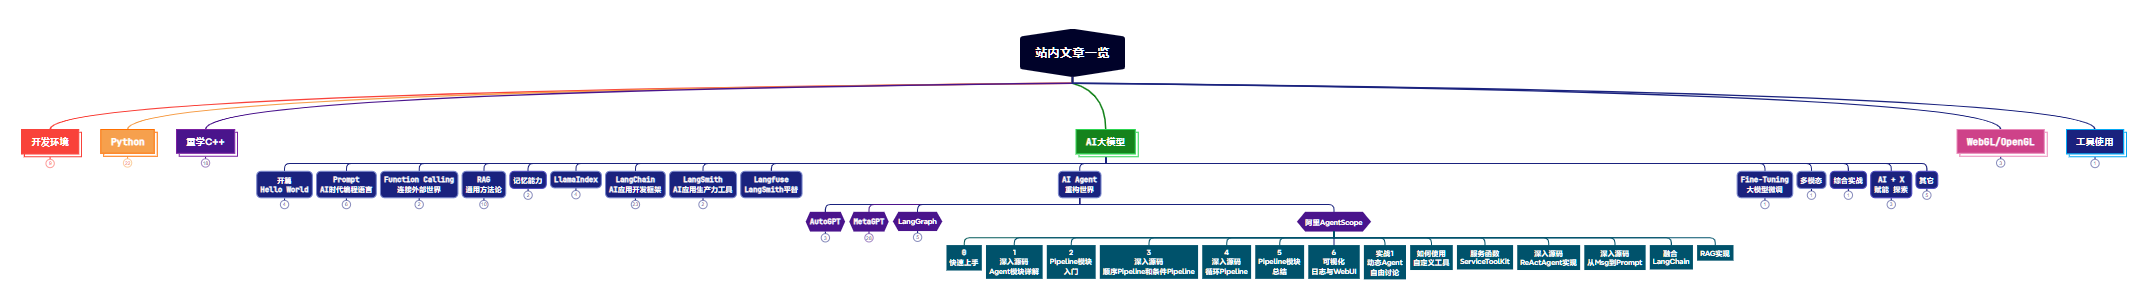 站内文章一览
开发环境
Python
重学C++
AI大模型
WebGL/OpenGL
工具使用
开篇
Hello World
Prompt
AI时代编程语言
Function Calling
连接外部世界
RAG
通用方法论
记忆能力
LlamaIndex
LangChain
AI应用开发框架
LangSmith
AI应用生产力工具
Langfuse
LangSmith平替
AI Agent
重构世界
Fine-Tuning
大模型微调
多模态
综合实战
AI + X
赋能 探索
其它
AutoGPT
MetaGPT
LangGraph
阿里AgentScope
0
快速上手
1
深入源码
Agent模块详解
2
Pipeline模块
入门
3
深入源码
顺序Pipeline和条件Pipeline
4
深入源码
循环Pipeline
5
Pipeline模块
总结
6
可视化
日志与WebUI
实战1
动态Agent
自由讨论
如何使用
自定义工具
服务函数
ServiceToolKit
深入源码
ReActAgent实现
深入源码
从Msg到Prompt
融合
LangChain
RAG实现